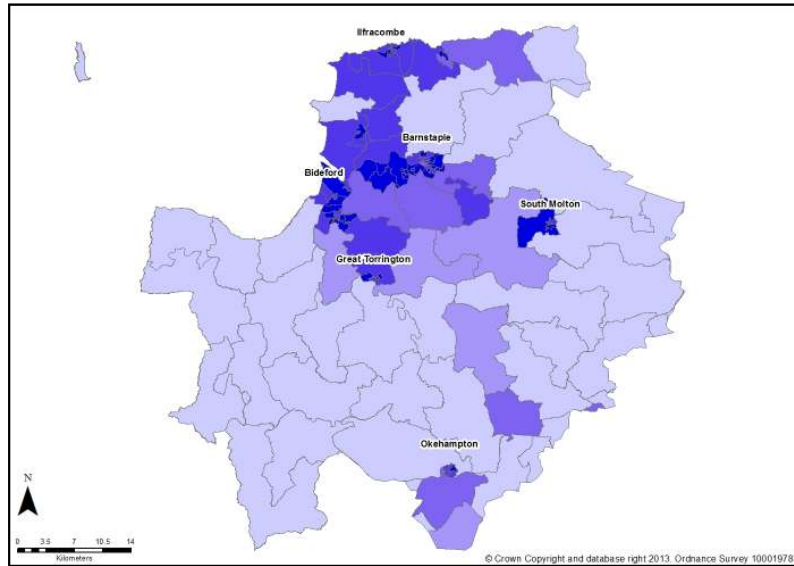 Ilfracombe
Barnstaple
Bideford
South Molton
Great Torrington
Okehampton
N
0 3.5 7 10.5 14
Kilometers
© Crown Copyright and database right 2013. Ordnance Survey 10001978